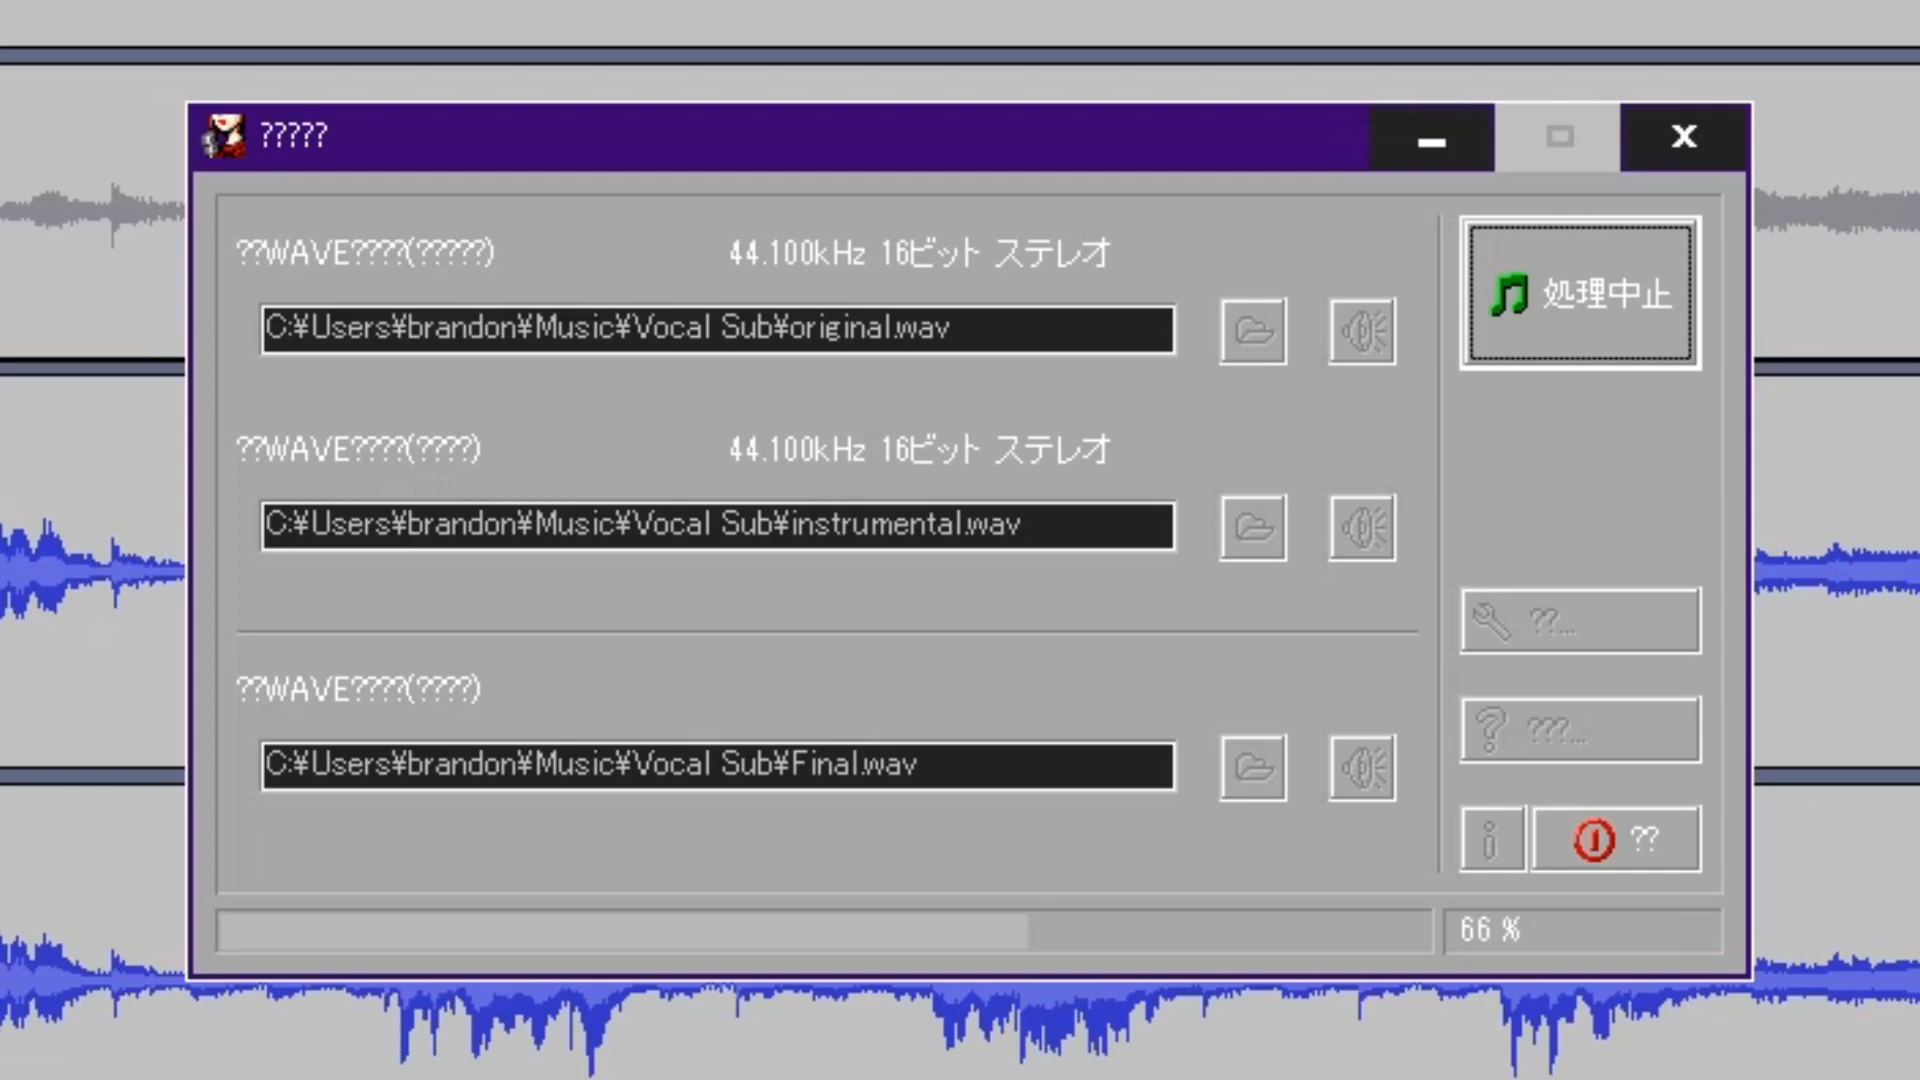 ?????
??WAVE????(?????) 44.100kHz 16ビット ステレオ
C:¥Users¥brandon¥Music¥Vocal Sub¥original.wav
処理中止
??WAVE????(????) 44.100kHz 16ビット ステレオ
C:¥Users¥brandon¥Music¥Vocal Sub¥instrumental.wav
??...
??WAVE????(????)
???...
C:¥Users¥brandon¥Music¥Vocal Sub¥Final.wav
??
66 %